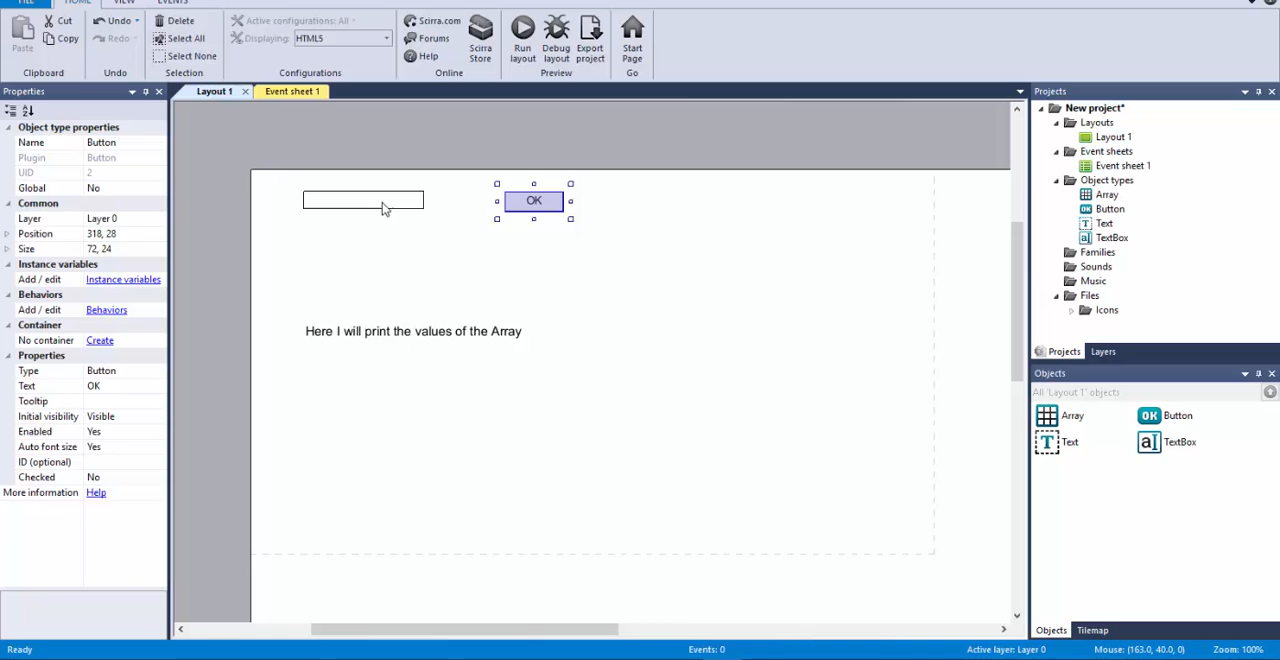 FILE HOME VIEW EVENTS
Paste Cut Undo Delete Active configurations: All Scirra.com
Copy Redo Select All Displaying: HTML5 Forums Scirra Store Run layout Debug layout Export project Start Page
Select None Help
Clipboard Undo Selection Configurations Online Preview Go
Properties
Layout 1
Event sheet 1
Object type properties
Name Button
Plugin Button
UID 2
Global No
Common
Layer Layer 0
Position 318, 28
Size 72, 24
Instance variables
Add / edit Instance variables
Behaviors
Add / edit Behaviors
Container
No container Create
Properties
Type Button
Text OK
Tooltip
Initial visibility Visible
Enabled Yes
Auto font size Yes
ID (optional)
Checked No
More information Help
OK
Here I will print the values of the Array
Projects
New project*
Layouts
Layout 1
Event sheets
Event sheet 1
Object types
Array
Button
Text
TextBox
Families
Sounds
Music
Files
Icons
Projects Layers
Objects
All 'Layout 1' objects
Array OK Button
Text TextBox
Objects Tilemap
Ready Events: 0 Active layer: Layer 0 Mouse: (163.0, 40.0, 0) Zoom: 100%